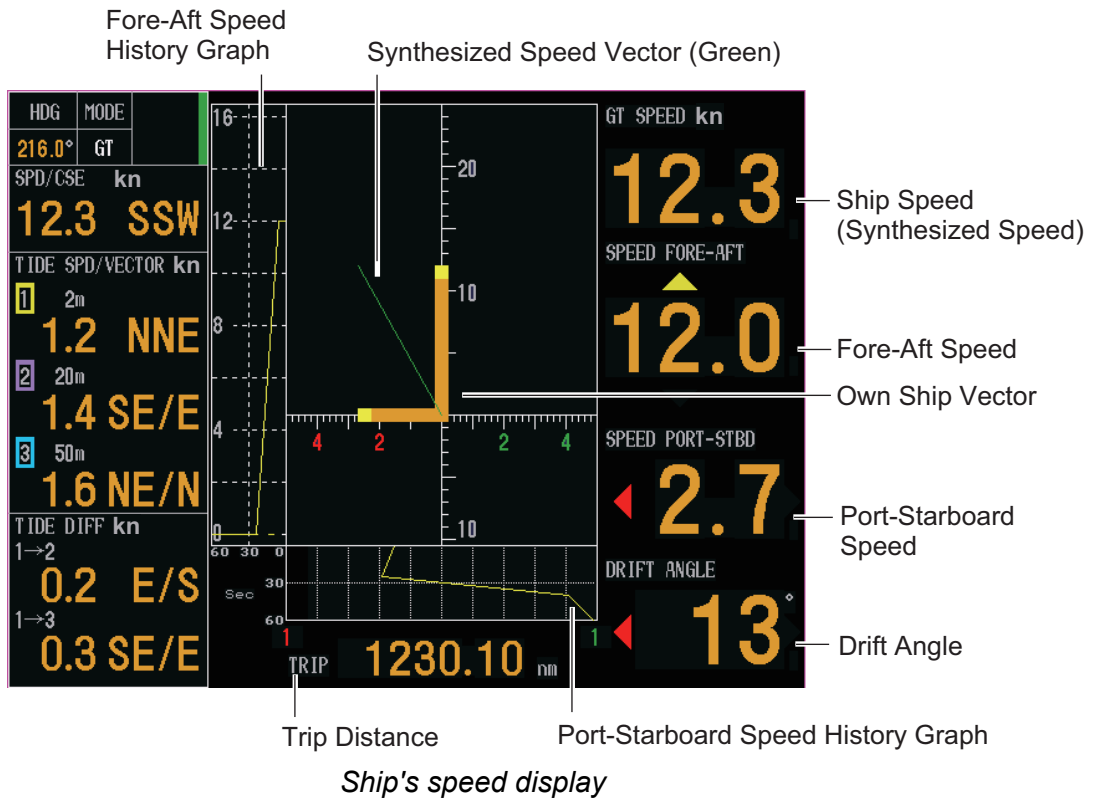 Fore-Aft Speed
History Graph
Synthesized Speed Vector (Green)
HDG MODE
216.0° GT
SPD/CSE kn
12.3 SSW
TIDE SPD/VECTOR kn
1 2m
1.2 NNE
2 20m
1.4 SE/E
3 50m
1.6 NE/N
TIDE DIFF kn
1→2
0.2 E/S
1→3
0.3 SE/E
16
12
8
4
0
60 30 0
20
10
4 2 2 4
10
Sec
30
60
1 1
TRIP 1230.10 nm
GT SPEED kn
12.3
SPEED FORE-AFT
12.0
SPEED PORT-STBD
2.7
DRIFT ANGLE
13°
Ship Speed
(Synthesized Speed)
Fore-Aft Speed
Own Ship Vector
Port-Starboard
Speed
Drift Angle
Trip Distance
Port-Starboard Speed History Graph
Ship's speed display